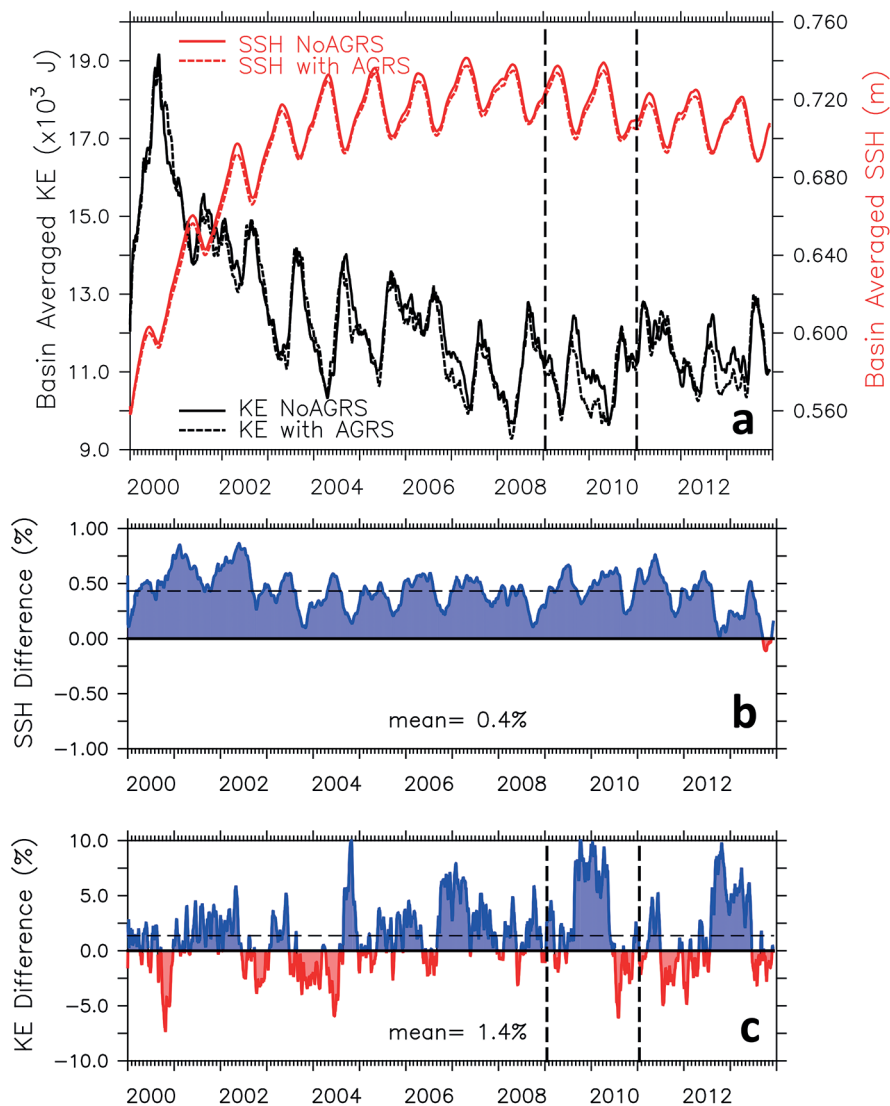 SSH NoAGRS
SSH with AGRS
KE NoAGRS
KE with AGRS
a
Basin Averaged KE (x10³ J)
19.0
17.0
15.0
13.0
11.0
9.0
Basin Averaged SSH (m)
0.760
0.720
0.680
0.640
0.600
0.560
2000 2002 2004 2006 2008 2010 2012
SSH Difference (%)
1.00
0.50
0.00
−0.50
−1.00
mean= 0.4%
b
2000 2002 2004 2006 2008 2010 2012
KE Difference (%)
10.0
5.0
0.0
−5.0
−10.0
mean= 1.4%
c
2000 2002 2004 2006 2008 2010 2012